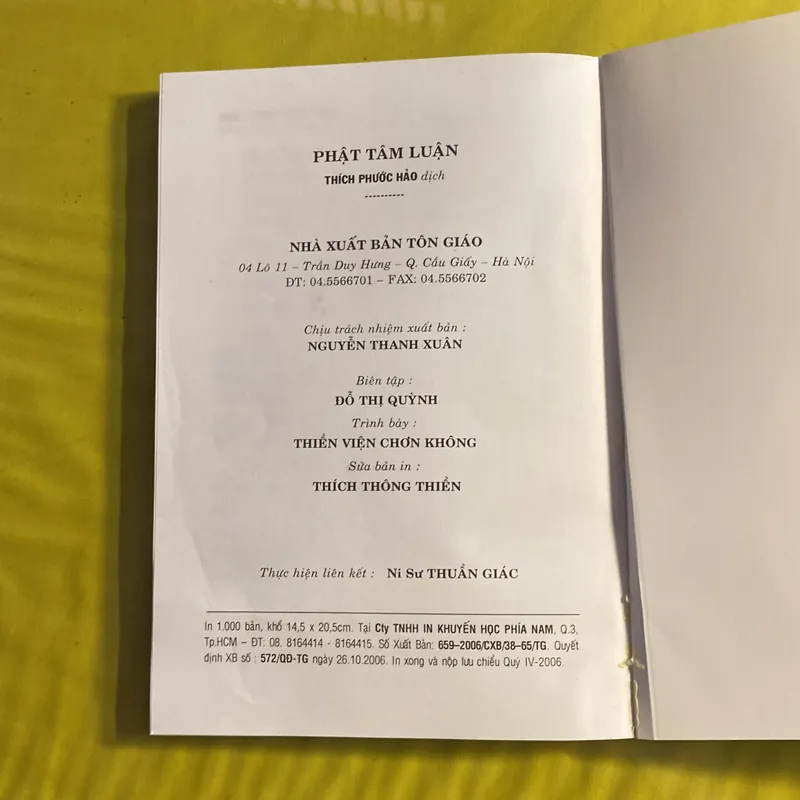 PHẬT TÂM LUẬN
THÍCH PHƯỚC HẢO dịch
----------
NHÀ XUẤT BẢN TÔN GIÁO
04 Lô 11 – Trần Duy Hưng – Q. Cầu Giấy – Hà Nội
ĐT: 04.5566701 – FAX: 04.5566702
Chịu trách nhiệm xuất bản :
NGUYỄN THANH XUÂN
Biên tập :
ĐỖ THỊ QUỲNH
Trình bày :
THIỀN VIỆN CHƠN KHÔNG
Sửa bản in :
THÍCH THÔNG THIỀN
Thực hiện liên kết : Ni Sư THUẦN GIÁC
In 1.000 bản, khổ 14,5 x 20,5cm. Tại Cty TNHH IN KHUYẾN HỌC PHÍA NAM, Q.3,
Tp.HCM – ĐT: 08. 8164414 - 8164415. Số Xuất Bản: 659–2006/CXB/38–65/TG. Quyết
định XB số : 572/QĐ-TG ngày 26.10.2006. In xong và nộp lưu chiểu Quý IV-2006.